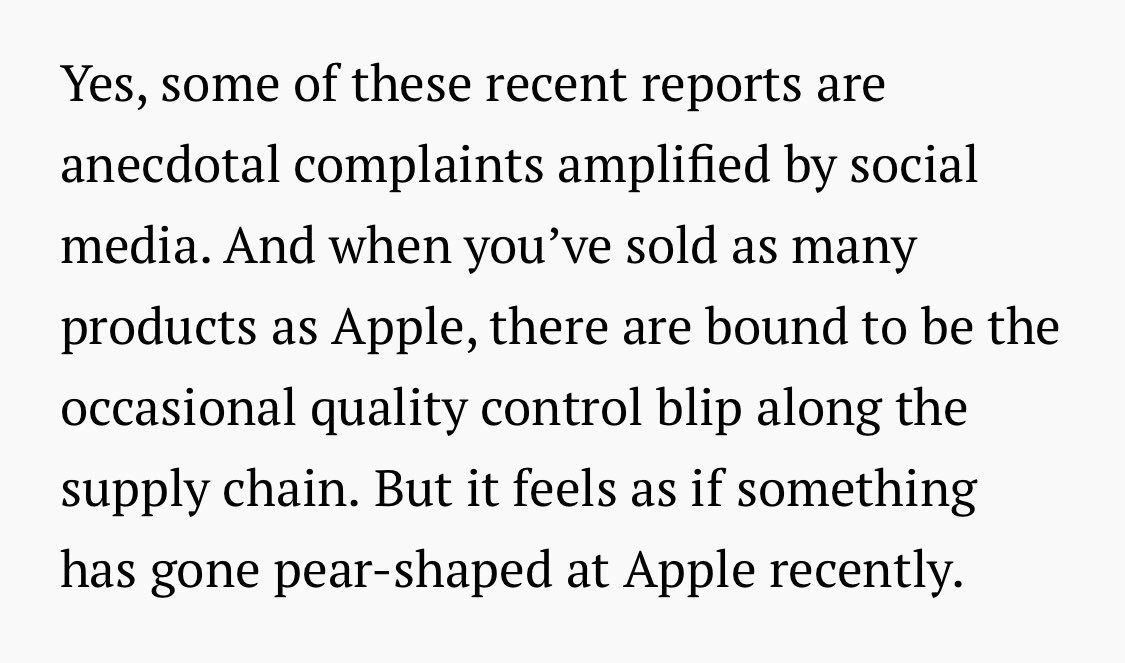 Yes, some of these recent reports are
anecdotal complaints amplified by social
media. And when you’ve sold as many
products as Apple, there are bound to be the
occasional quality control blip along the
supply chain. But it feels as if something
has gone pear-shaped at Apple recently.